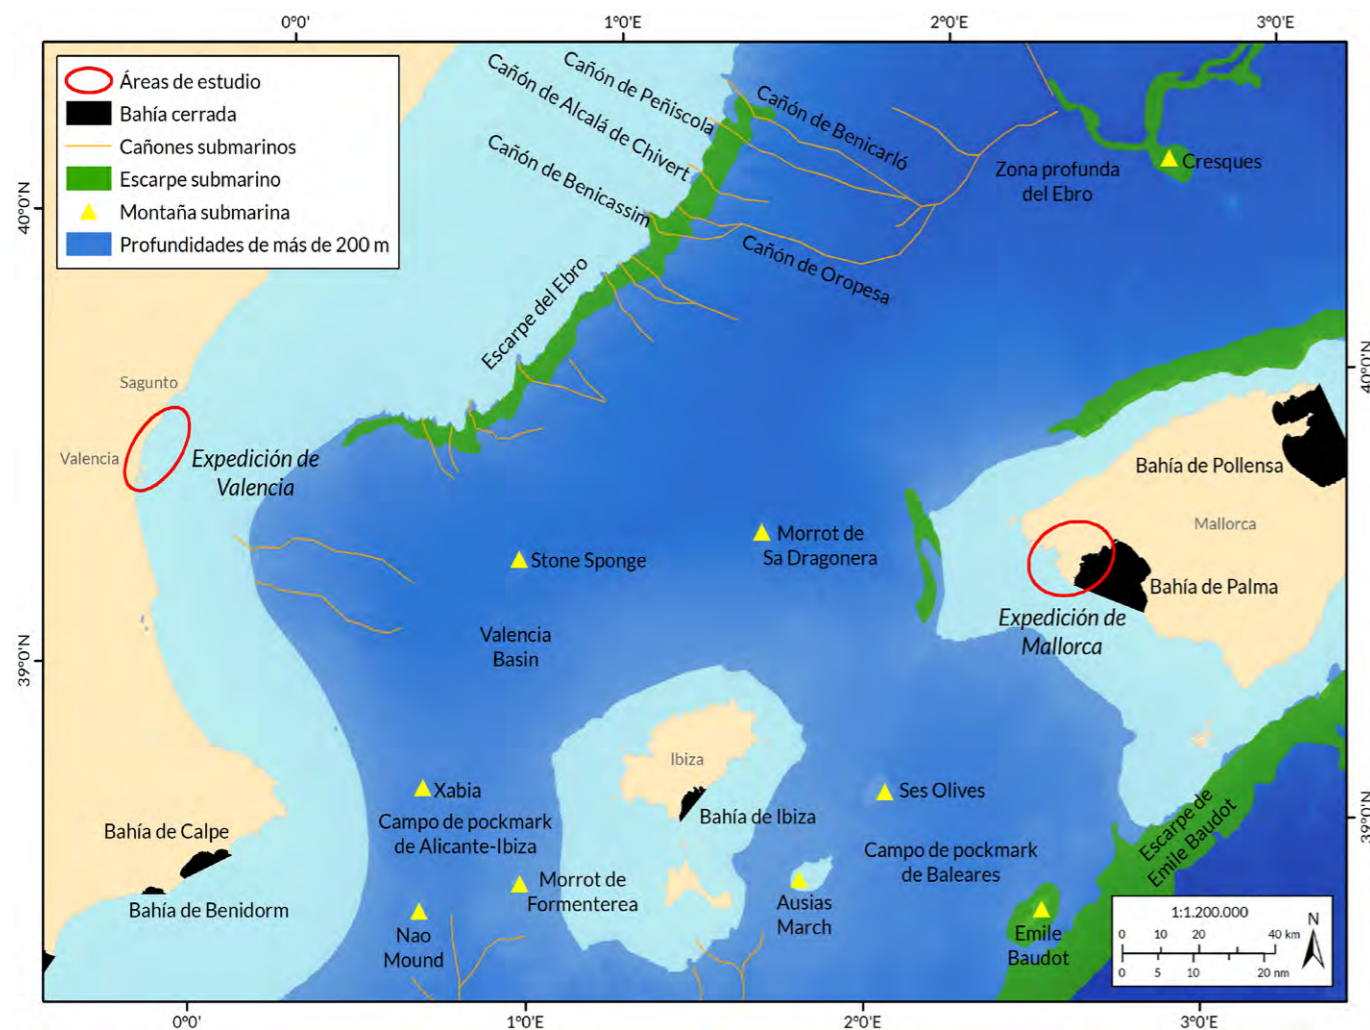 0°0'
1°0'E
2°0'E
3°0'E
Áreas de estudio
Bahía cerrada
Cañones submarinos
Escarpe submarino
Montaña submarina
Profundidades de más de 200 m
Cañón de Peñiscola
Cañón de Alcalá de Chivert
Cañón de Benicassim
Cañón de Benicarló
Cañón de Oropesa
Zona profunda
del Ebro
Cresques
40°0'N
40°0'N
Escarpe del Ebro
Sagunto
Valencia
Expedición de
Valencia
Bahía de Pollensa
Mallorca
Morrot de
Sa Dragonera
Stone Sponge
Bahía de Palma
Expedición de
Mallorca
Valencia
Basin
39°0'N
39°0'N
Ibiza
Bahía de Ibiza
Xabia
Campo de pockmark
de Alicante-Ibiza
Ses Olives
Campo de pockmark
de Baleares
Escarpe de
Emile Baudot
Bahía de Calpe
Bahía de Benidorm
Morrot de
Formenterea
Nao
Mound
Ausias
March
Emile
Baudot
1:1.200.000
N
0 10 20 40 km
0 5 10 20 nm
0°0'
1°0'E
2°0'E
3°0'E